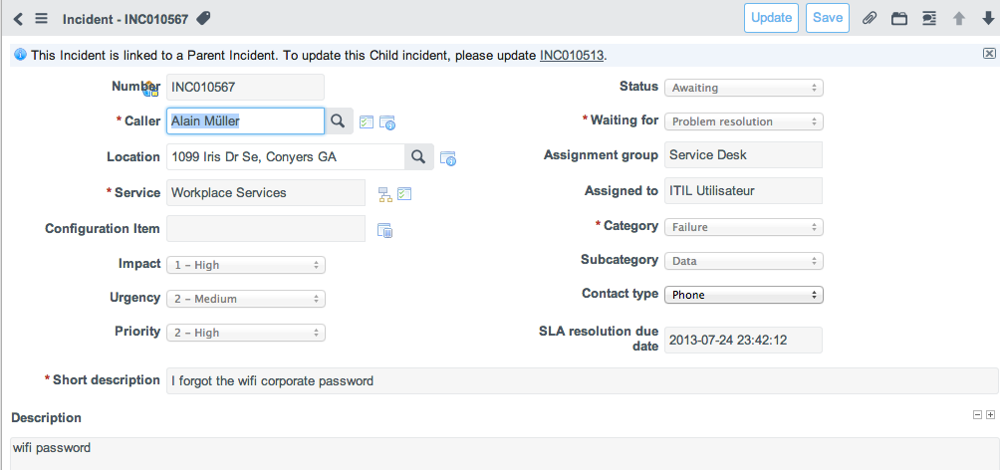 Incident - INC010567
Update
Save
This Incident is linked to a Parent Incident. To update this Child incident, please update INC010513.
Number INC010567
Status Awaiting
* Caller Alain Müller
* Waiting for Problem resolution
Location 1099 Iris Dr Se, Conyers GA
Assignment group Service Desk
* Service Workplace Services
Assigned to ITIL Utilisateur
Configuration Item
* Category Failure
Impact 1 - High
Subcategory Data
Urgency 2 - Medium
Contact type Phone
Priority 2 - High
SLA resolution due
date 2013-07-24 23:42:12
* Short description I forgot the wifi corporate password
Description
wifi password